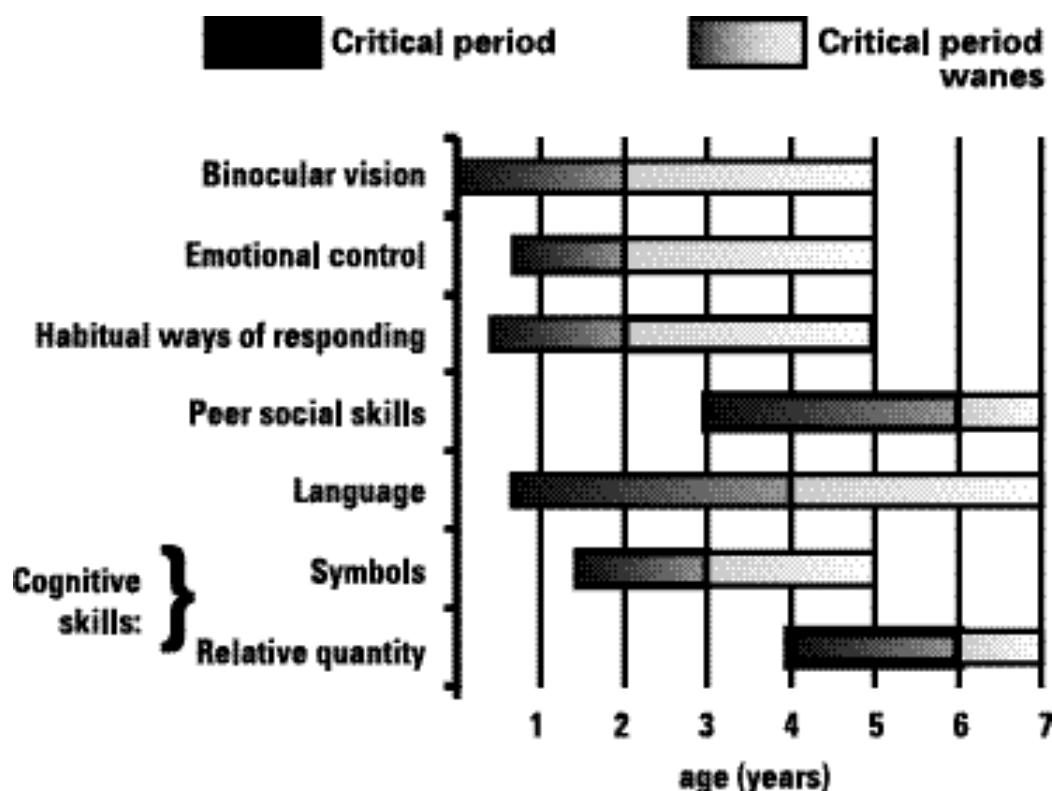 Critical period
Critical period
wanes
Binocular vision
Emotional control
Habitual ways of responding
Peer social skills
Language
Cognitive
skills:
}
Symbols
Relative quantity
1 2 3 4 5 6 7
age (years)